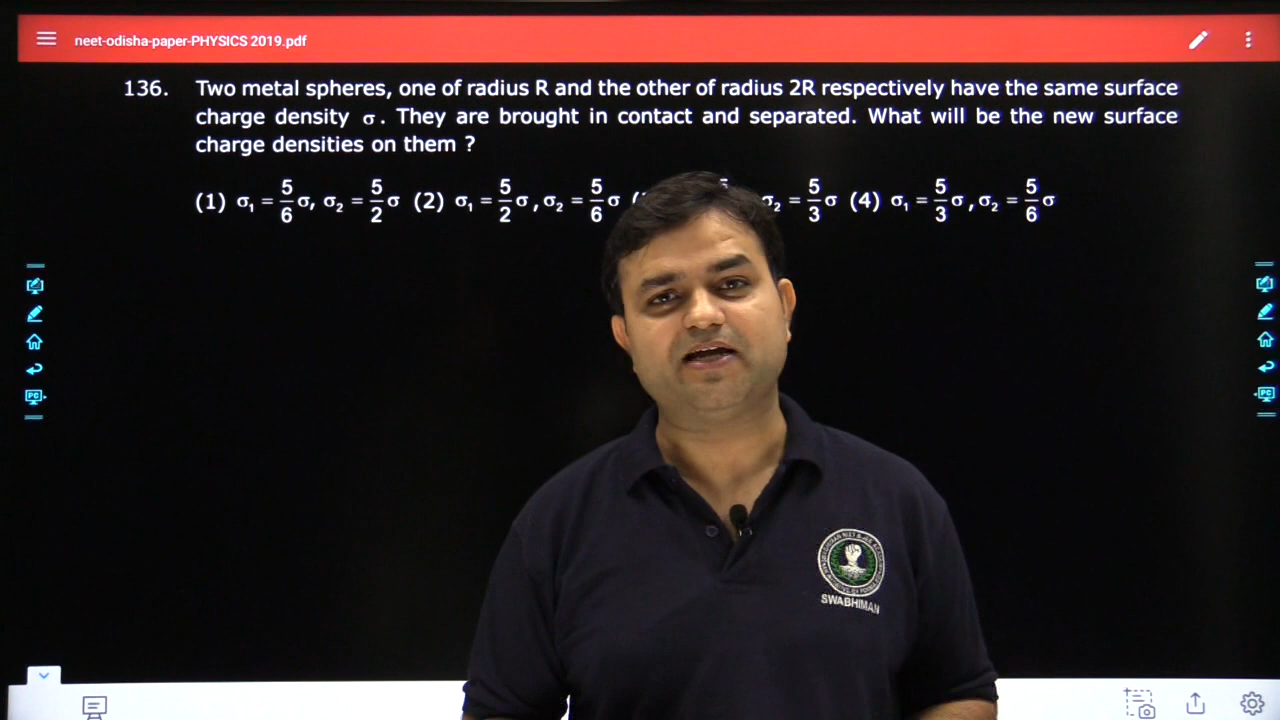 neet-odisha-paper-PHYSICS 2019.pdf
136. Two metal spheres, one of radius R and the other of radius 2R respectively have the same surface
charge density σ. They are brought in contact and separated. What will be the new surface
charge densities on them ?
(1) σ₁ = 5/6 σ, σ₂ = 5/2 σ (2) σ₁ = 5/2 σ, σ₂ = 5/6 σ σ₂ = 5/3 σ (4) σ₁ = 5/3 σ, σ₂ = 5/6 σ
PC
PC
SWABHIMAN